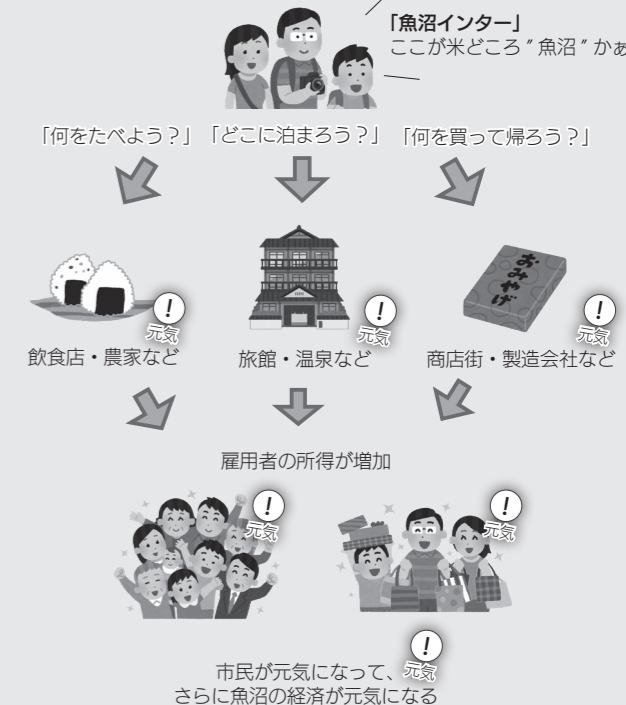 「魚沼インター」
ここが米どころ〝魚沼〟かぁ
「何をたべよう?」 「どこに泊まろう?」 「何を買って帰ろう?」
おみやげ
! 元気
! 元気
! 元気
飲食店・農家など 旅館・温泉など 商店街・製造会社など
雇用者の所得が増加
! 元気
! 元気
! 元気
市民が元気になって、
さらに魚沼の経済が元気になる